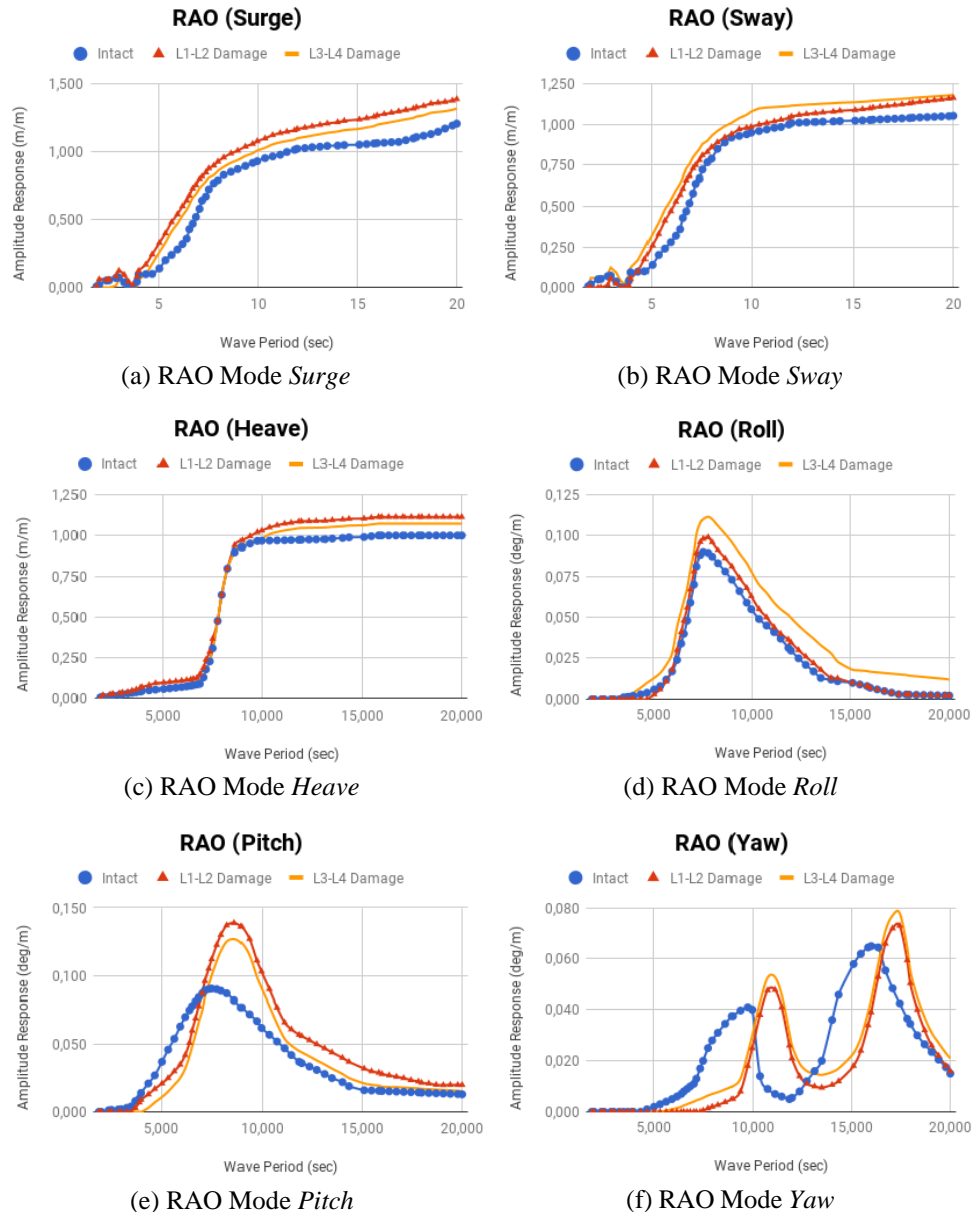 RAO (Surge)
Intact L1-L2 Damage L3-L4 Damage
Amplitude Response (m/m)
1,500
1,000
0,500
0,000
5 10 15 20
Wave Period (sec)
(a) RAO Mode Surge
RAO (Sway)
Intact L1-L2 Damage L3-L4 Damage
Amplitude Response (m/m)
1,250
1,000
0,750
0,500
0,250
0,000
5 10 15 20
Wave Period (sec)
(b) RAO Mode Sway
RAO (Heave)
Intact L1-L2 Damage L3-L4 Damage
Amplitude Response (m/m)
1,250
1,000
0,750
0,500
0,250
0,000
5,000 10,000 15,000 20,000
Wave Period (sec)
(c) RAO Mode Heave
RAO (Roll)
Intact L1-L2 Damage L3-L4 Damage
Amplitude Response (deg/m)
0,125
0,100
0,075
0,050
0,025
0,000
5,000 10,000 15,000 20,000
Wave Period (sec)
(d) RAO Mode Roll
RAO (Pitch)
Intact L1-L2 Damage L3-L4 Damage
Amplitude Response (deg/m)
0,150
0,100
0,050
0,000
5,000 10,000 15,000 20,000
Wave Period (sec)
(e) RAO Mode Pitch
RAO (Yaw)
Intact L1-L2 Damage L3-L4 Damage
Amplitude Response (deg/m)
0,080
0,060
0,040
0,020
0,000
5,000 10,000 15,000 20,000
Wave Period (sec)
(f) RAO Mode Yaw